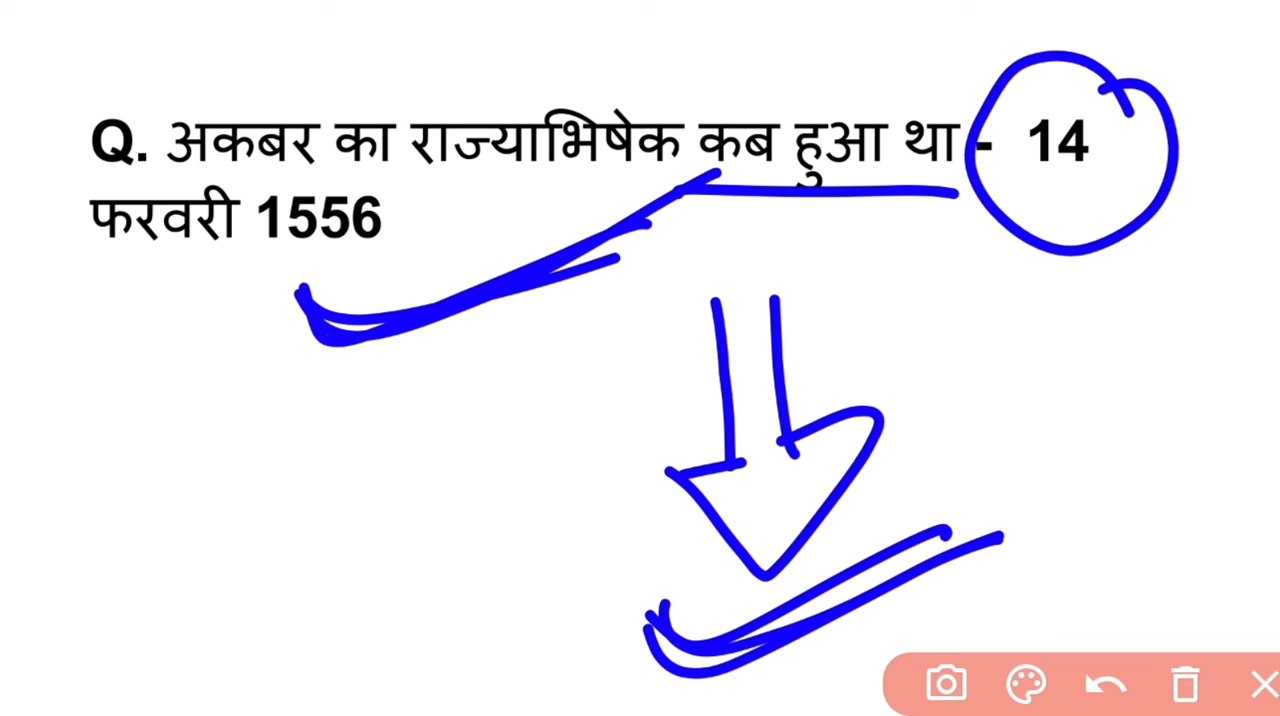 Q. अकबर का राज्याभिषेक कब हुआ था - 14
फरवरी 1556